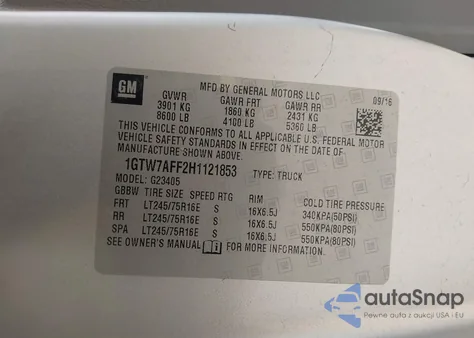 GM
MFD BY GENERAL MOTORS LLC
09/16
GVWR GAWR FRT GAWR RR
3901 KG 1860 KG 2431 KG
8600 LB 4100 LB 5360 LB
THIS VEHICLE CONFORMS TO ALL APPLICABLE U.S. FEDERAL MOTOR
VEHICLE SAFETY STANDARDS IN EFFECT ON THE DATE OF
MANUFACTURE SHOWN ABOVE.
1GTW7AFF2H1121853 TYPE: TRUCK
MODEL: G23405
GBBW TIRE SIZE SPEED RTG RIM COLD TIRE PRESSURE
FRT LT245/75R16E S 16X6.5J 340KPA(50PSI)
RR LT245/75R16E S 16X6.5J 550KPA(80PSI)
SPA LT245/75R16E S 16X6.5J 550KPA(80PSI)
SEE OWNER'S MANUAL FOR MORE INFORMATION.
autoSnap
Pewne auta z USA i EU